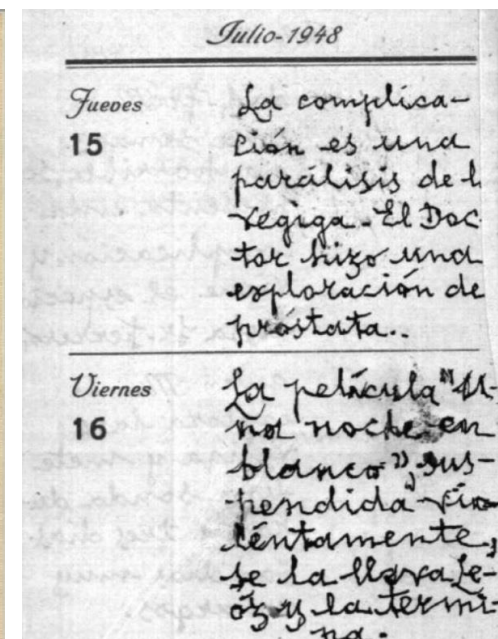 Julio-1948
Jueves
15
La complica-
ción es una
parálisis de l
vegiga. El Doc
tor hizo una
exploración de
próstata..
Viernes
16
La película "U-
na noche en
blanco", sus-
pendida vio-
lentamente,
se la lleva Le-
óz y la termi-
na.